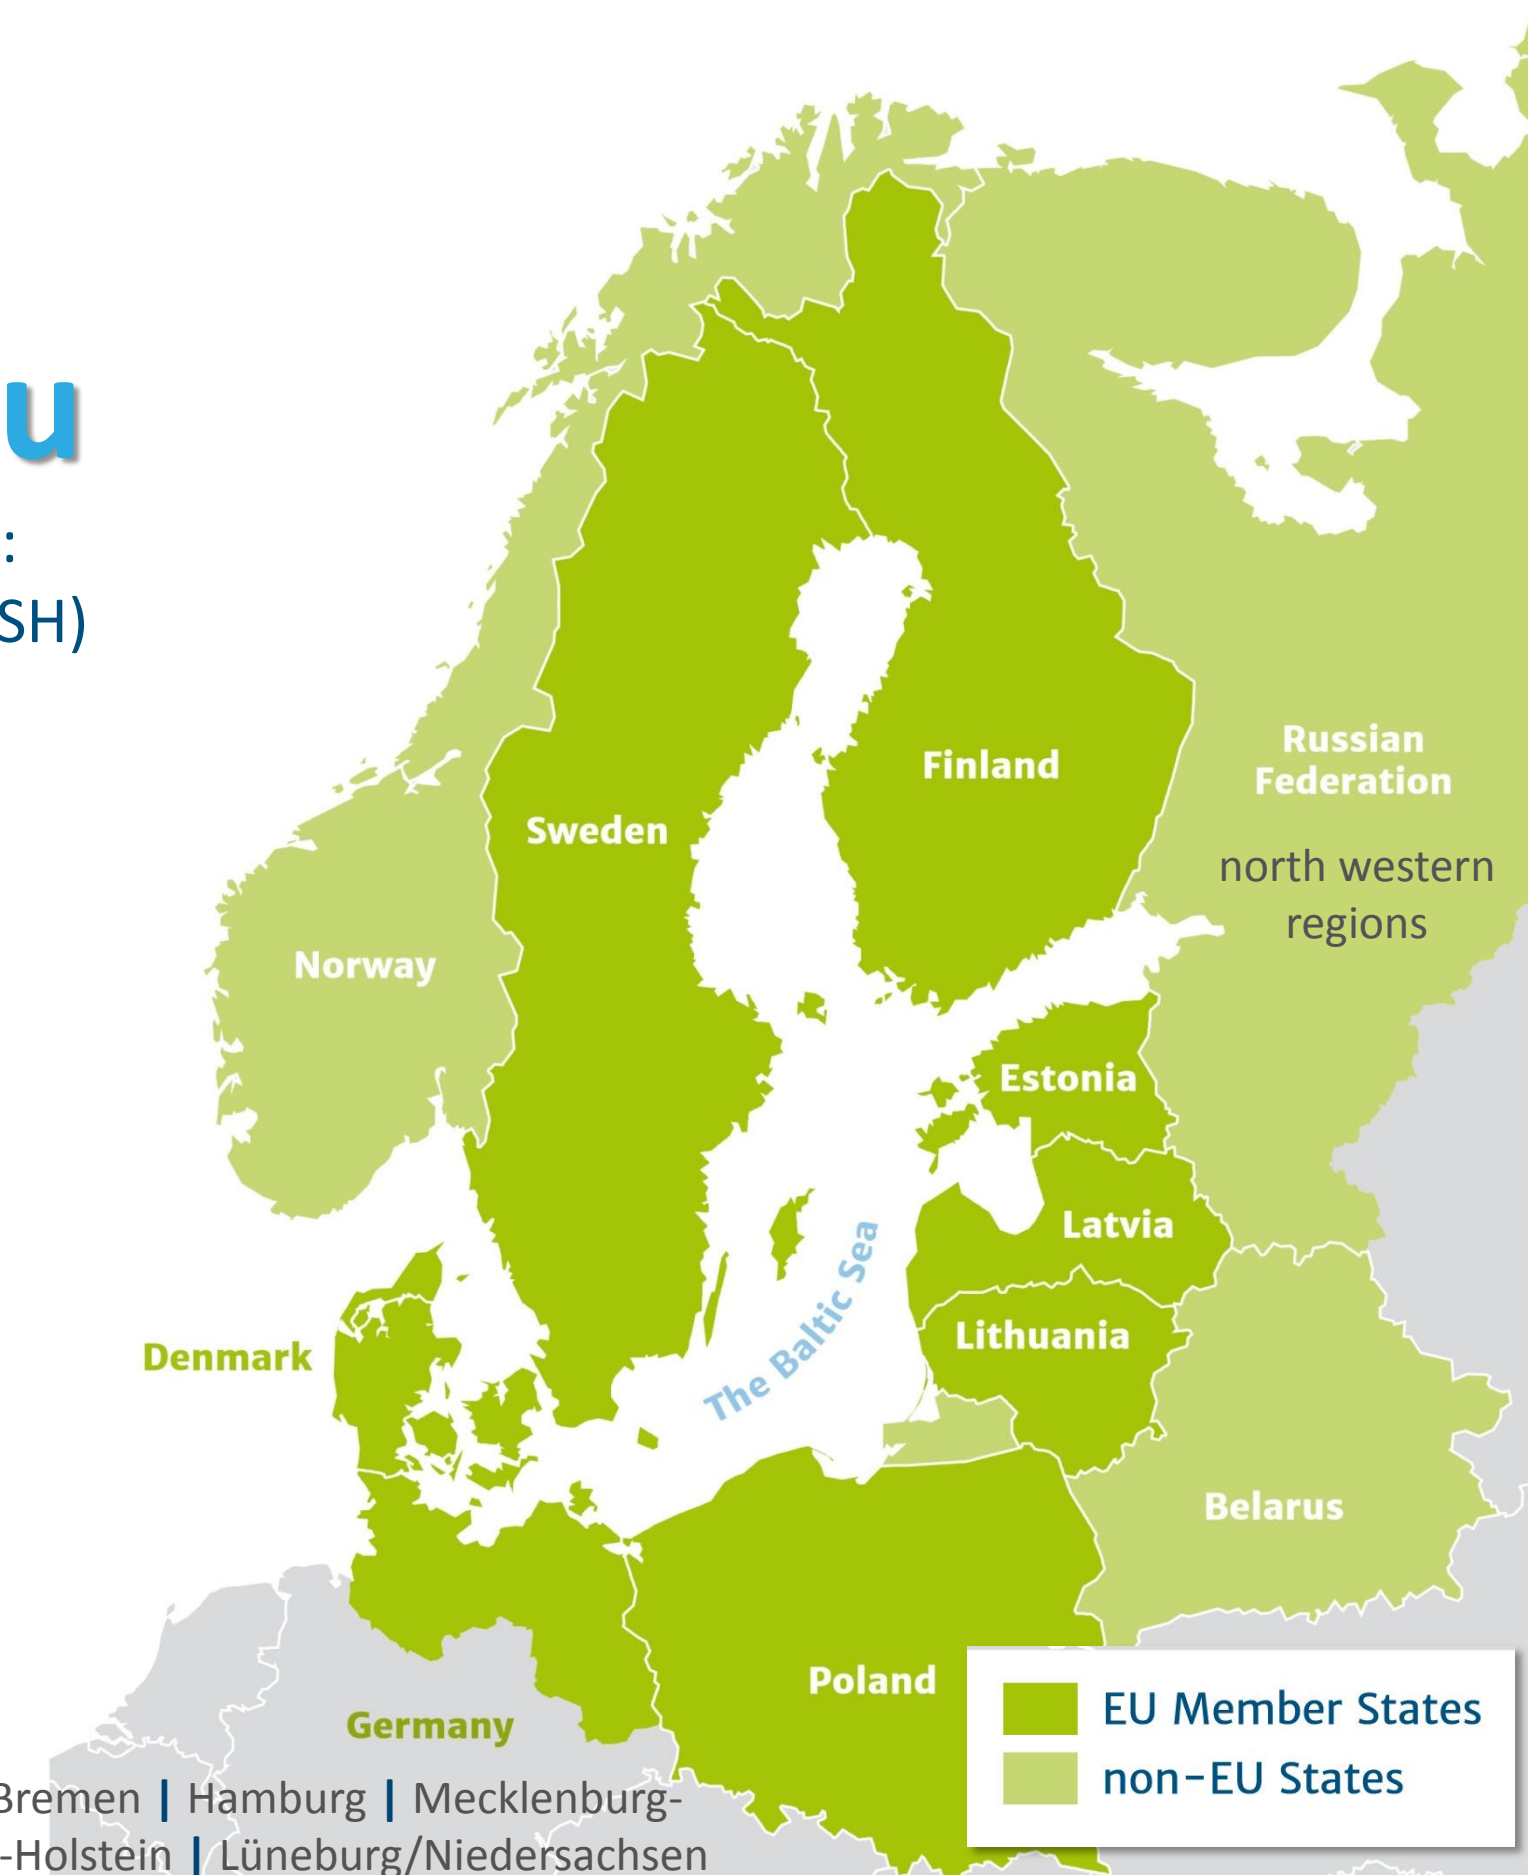 u
:
SH)
Finland
Russian
Federation
Sweden
north western
regions
Norway
Estonia
Latvia
The Baltic Sea
Lithuania
Denmark
Belarus
Poland
EU Member States
Germany
non-EU States
Bremen | Hamburg | Mecklenburg-
-Holstein | Lüneburg/Niedersachsen